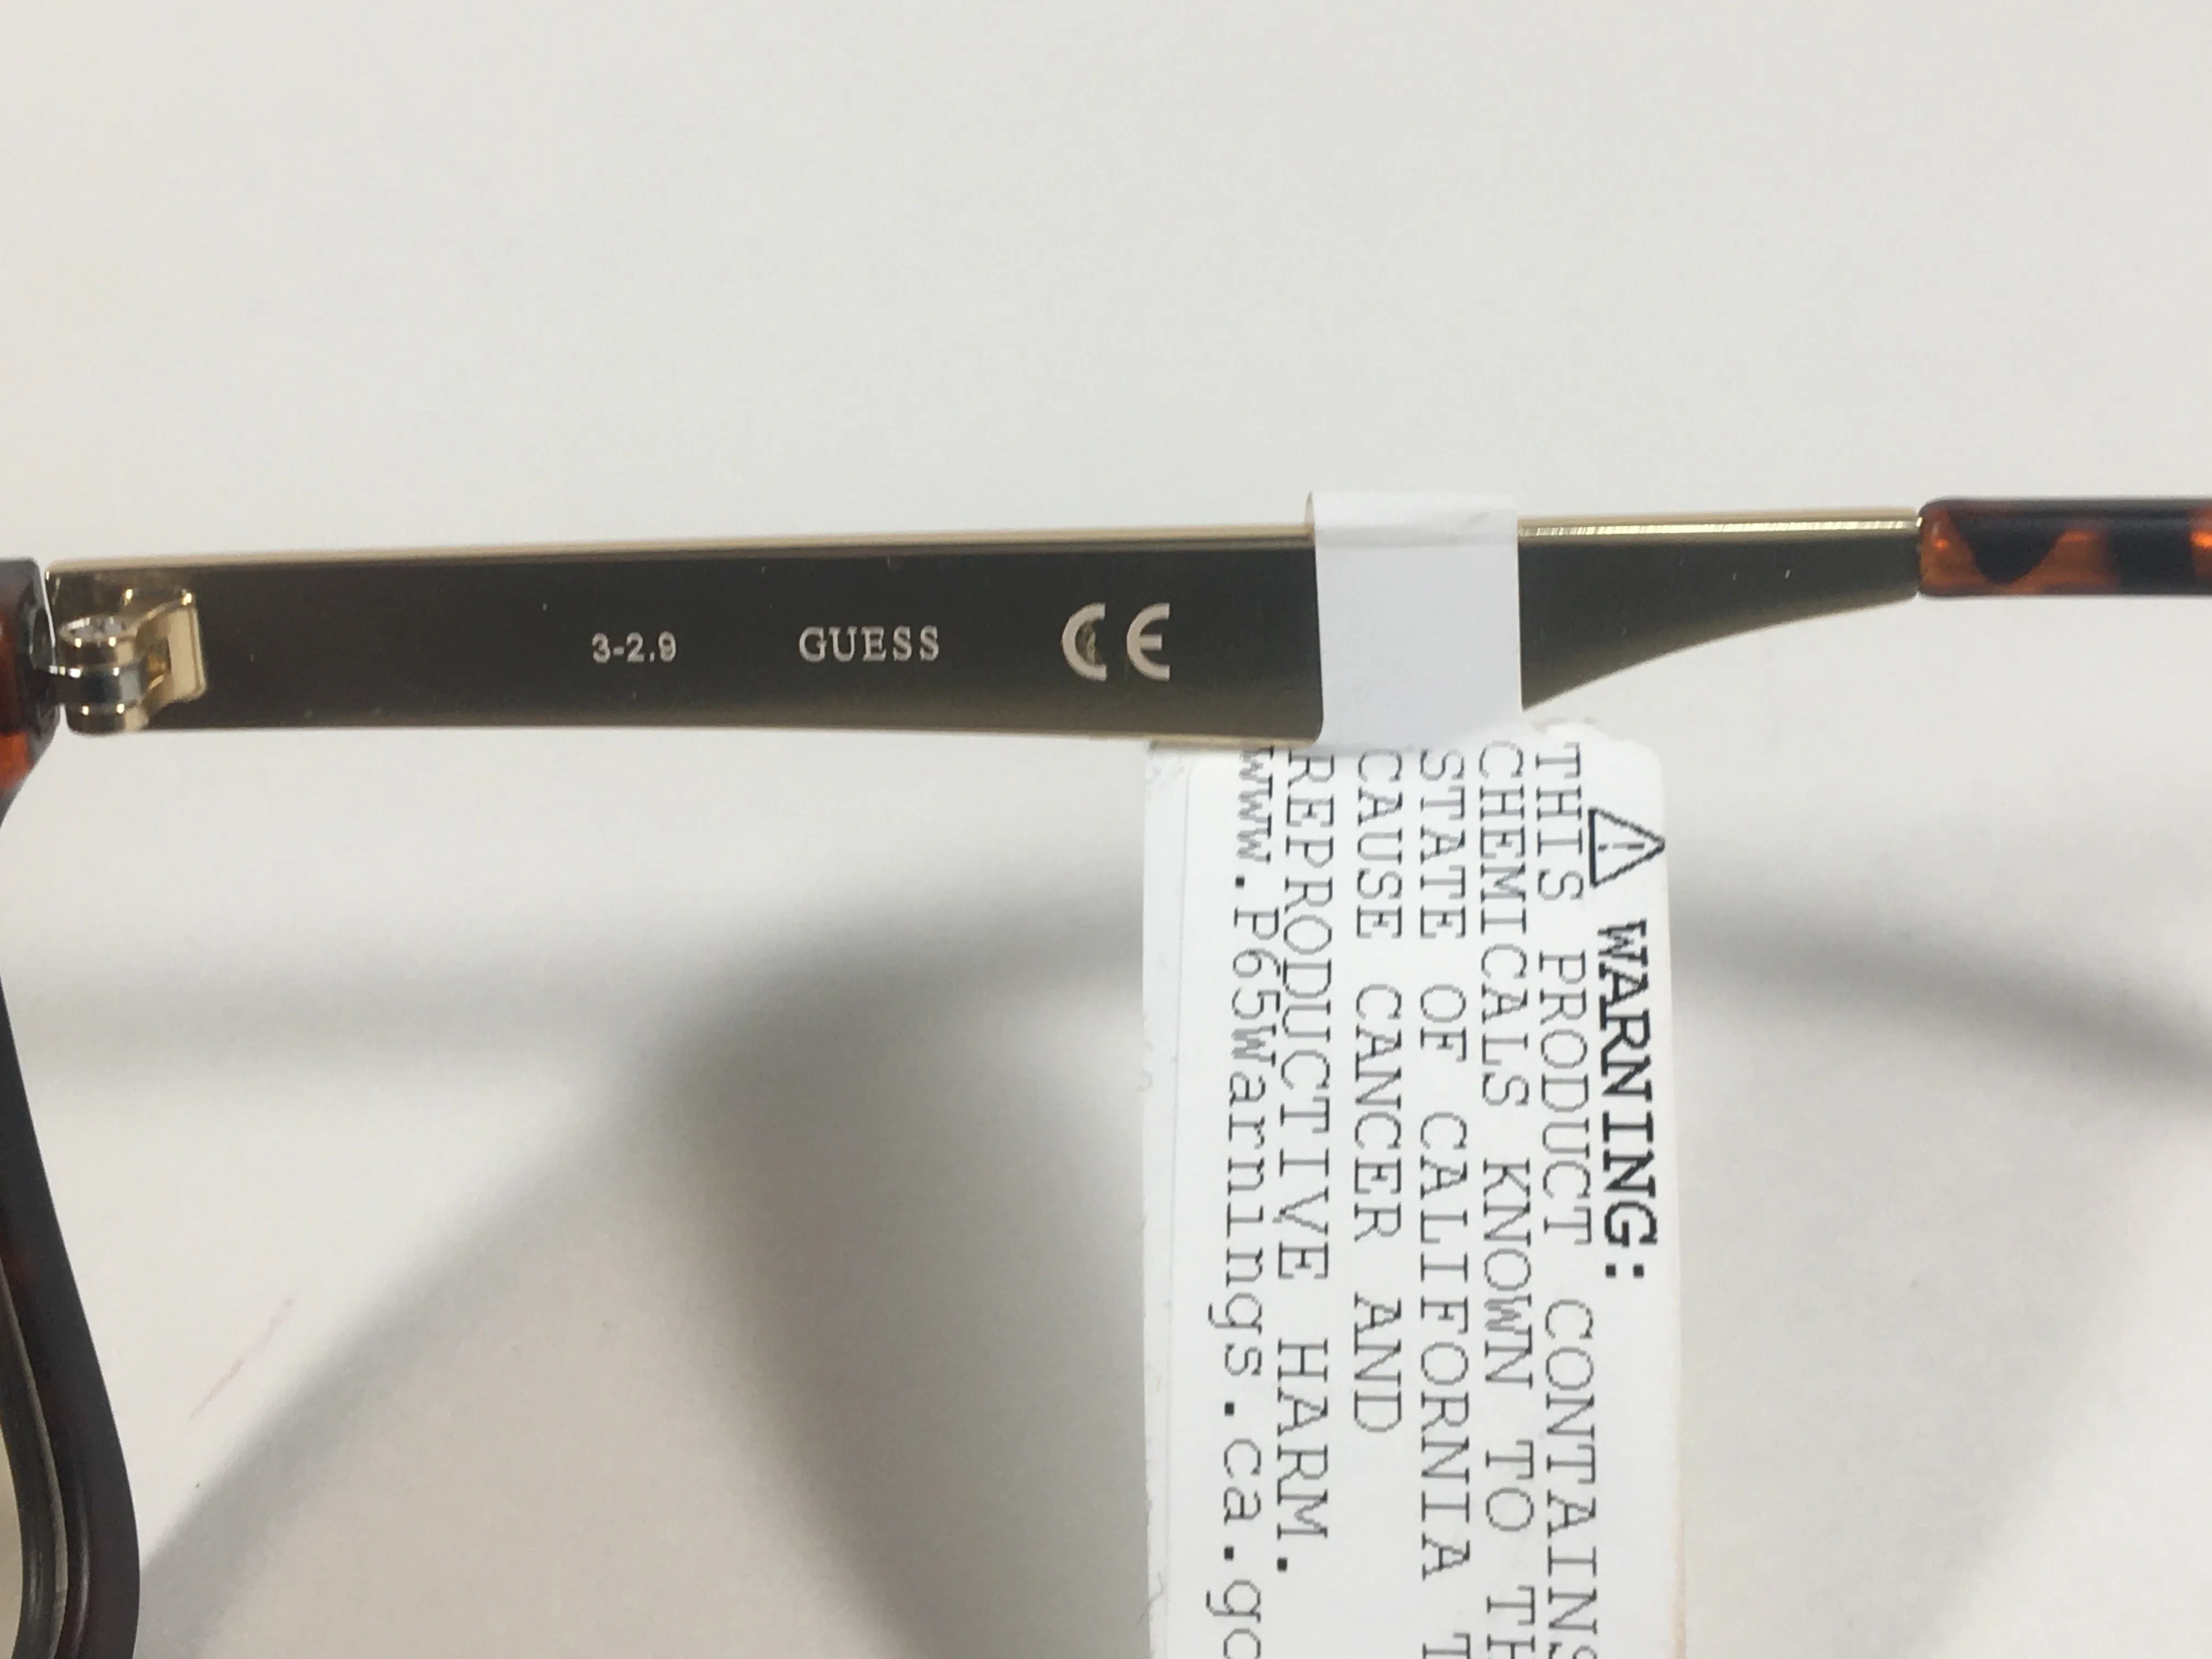 3-2.9 GUESS CE
⚠ WARNING:
THIS PRODUCT CONTAINS
CHEMICALS KNOWN TO TH
STATE OF CALIFORNIA T
CAUSE CANCER AND
REPRODUCTIVE HARM.
www.P65Warnings.ca.go